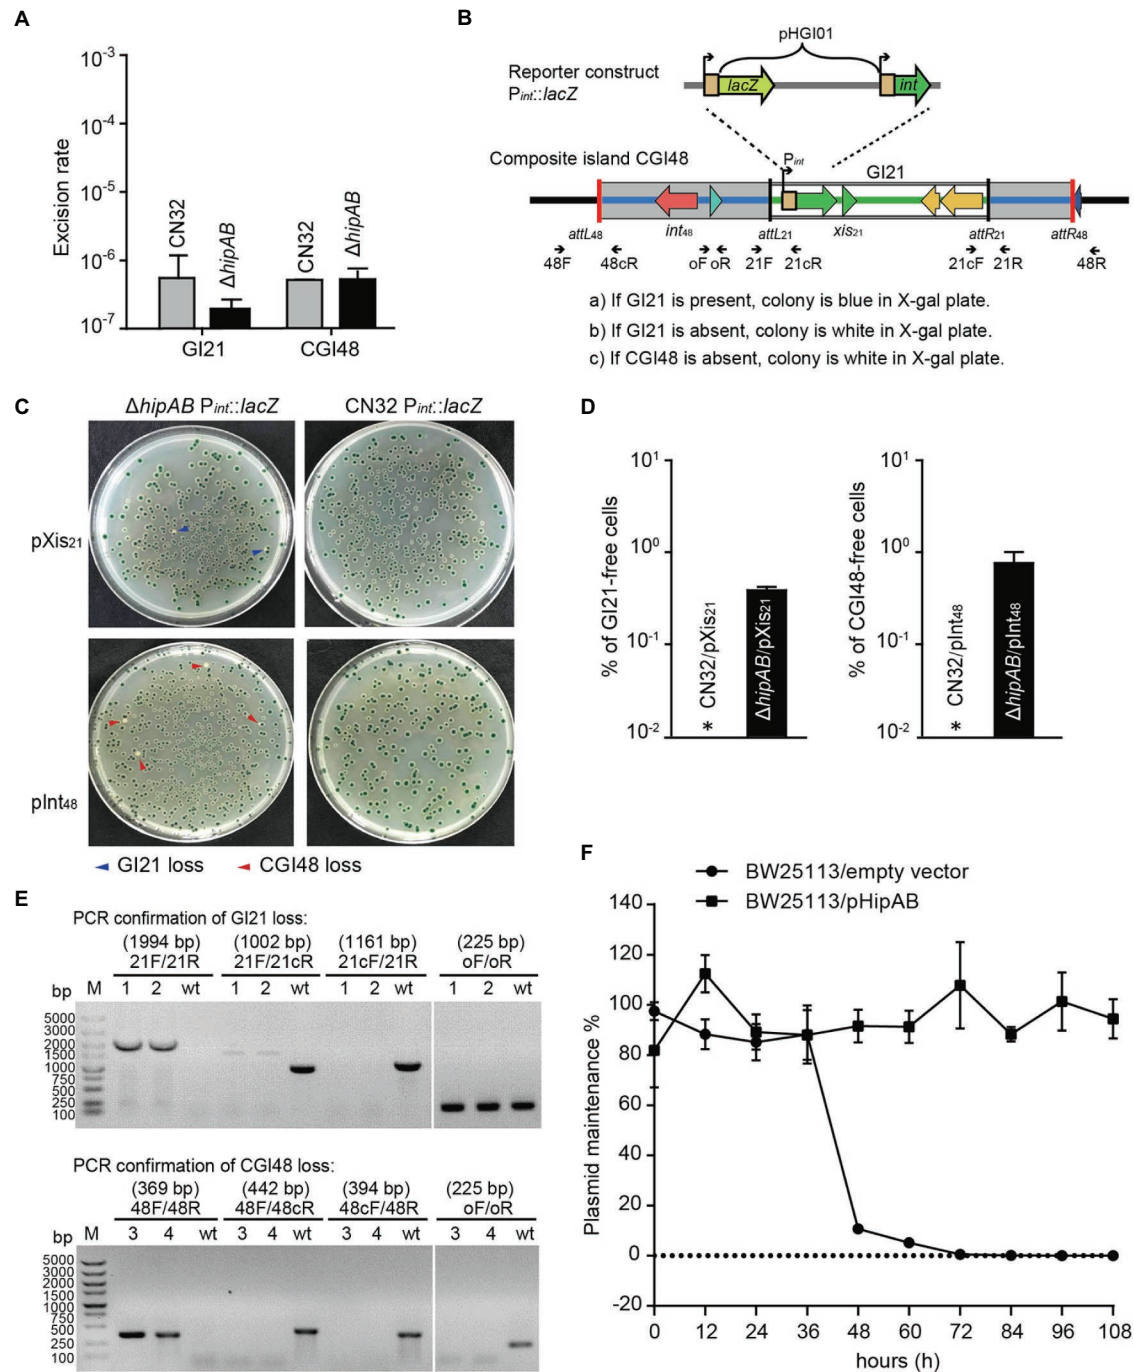 A
Excision rate
10-3
10-4
10-5
10-6
10-7
CN32
ΔhipAB
CN32
ΔhipAB
GI21
CGI48
B
pHGI01
Reporter construct
Pint::lacZ
lacZ
int
Composite island CGI48
Pint
GI21
attL48
int48
attL21
xis21
attR21
attR48
48F
48cR
oF oR
21F
21cR
21cF
21R
48R
a) If GI21 is present, colony is blue in X-gal plate.
b) If GI21 is absent, colony is white in X-gal plate.
c) If CGI48 is absent, colony is white in X-gal plate.
C
ΔhipAB Pint::lacZ
CN32 Pint::lacZ
pXis21
pInt48
GI21 loss
CGI48 loss
D
% of GI21-free cells
101
100
10-1
10-2
CN32/pXis21
*
ΔhipAB/pXis21
% of CGI48-free cells
101
100
10-1
10-2
CN32/pInt48
*
ΔhipAB/pInt48
E
PCR confirmation of GI21 loss:
(1994 bp) (1002 bp) (1161 bp) (225 bp)
21F/21R 21F/21cR 21cF/21R oF/oR
bp M 1 2 wt 1 2 wt 1 2 wt 1 2 wt
5000
3000
2000
1500
1000
750
500
250
100
PCR confirmation of CGI48 loss:
(369 bp) (442 bp) (394 bp) (225 bp)
48F/48R 48F/48cR 48cF/48R oF/oR
bp M 3 4 wt 3 4 wt 3 4 wt 3 4 wt
5000
3000
2000
1500
1000
750
500
250
100
F
BW25113/empty vector
BW25113/pHipAB
Plasmid maintenance %
140
120
100
80
60
40
20
0
-20
0 12 24 36 48 60 72 84 96 108
hours (h)